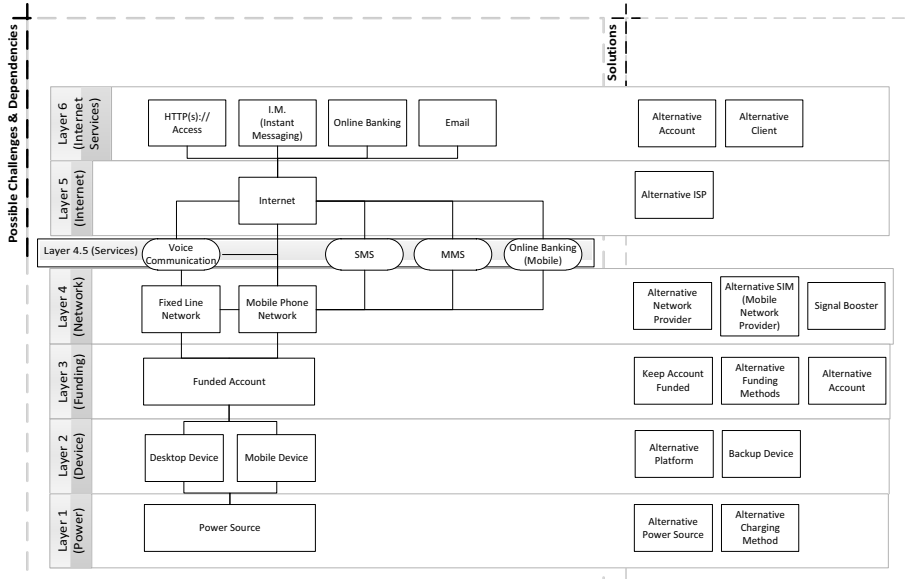 Possible Challenges & Dependencies
Solutions
Layer 6
(Internet
Services)
HTTP(s)://
Access
I.M.
(Instant
Messaging)
Online Banking
Email
Alternative
Account
Alternative
Client
Layer 5
(Internet)
Internet
Alternative ISP
Layer 4.5 (Services)
Voice
Communication
SMS
MMS
Online Banking
(Mobile)
Layer 4
(Network)
Fixed Line
Network
Mobile Phone
Network
Alternative
Network
Provider
Alternative SIM
(Mobile
Network
Provider)
Signal Booster
Layer 3
(Funding)
Funded Account
Keep Account
Funded
Alternative
Funding
Methods
Alternative
Account
Layer 2
(Device)
Desktop Device
Mobile Device
Alternative
Platform
Backup Device
Layer 1
(Power)
Power Source
Alternative
Power Source
Alternative
Charging
Method